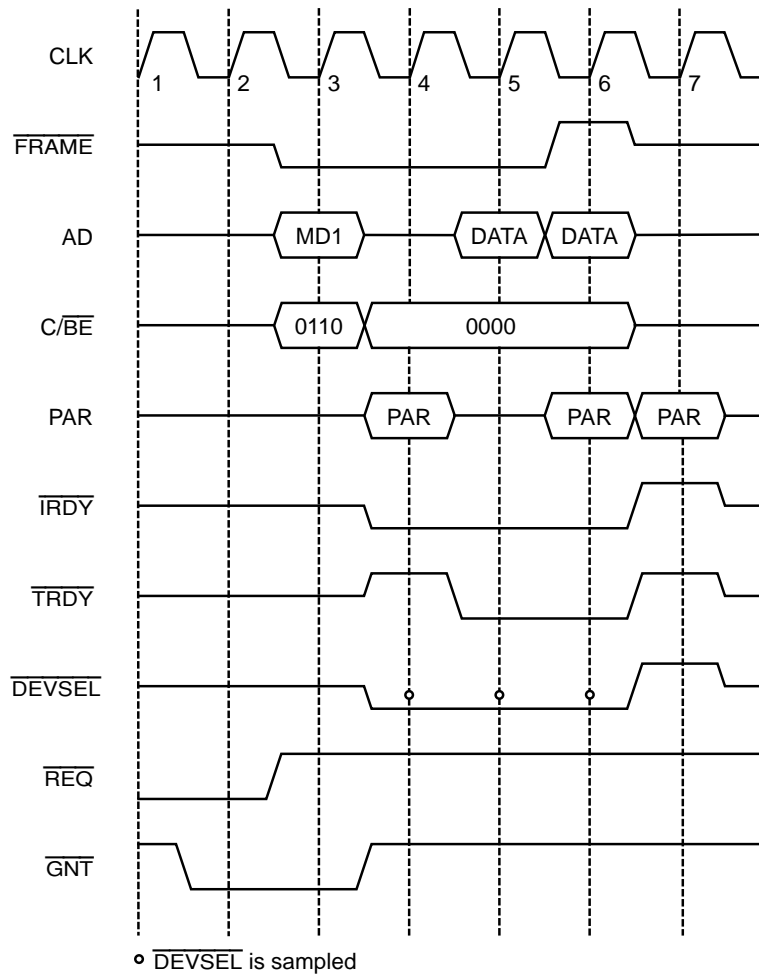 CLK
1 2 3 4 5 6 7
FRAME
AD MD1 DATA DATA
C/BE 0110 0000
PAR PAR PAR PAR
IRDY
TRDY
DEVSEL
REQ
GNT
DEVSEL is sampled